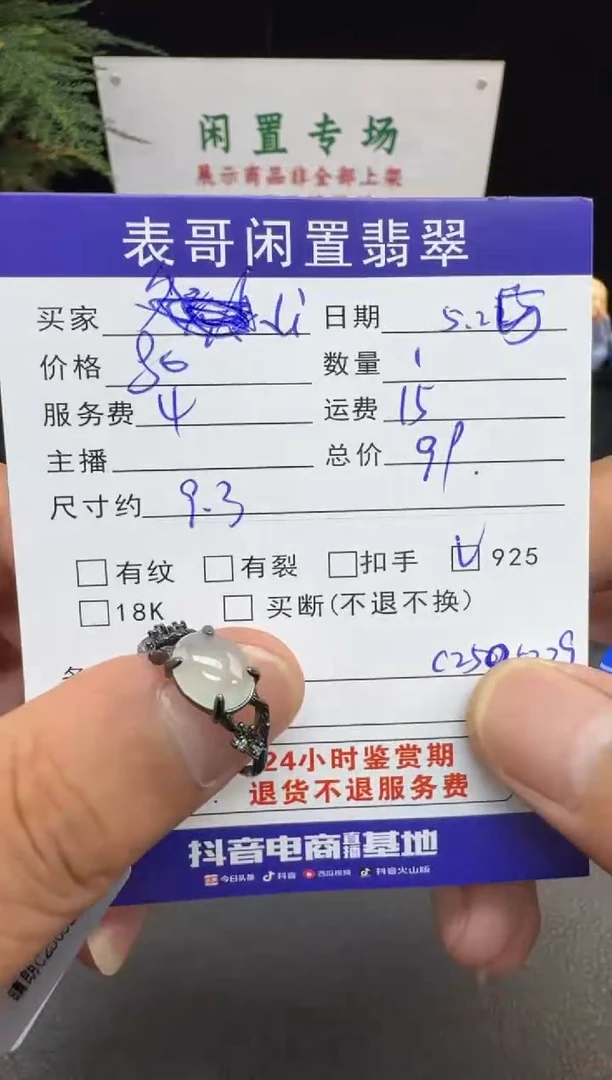 闲置专场
展示商品非全部上架
表哥闲置翡翠
买家 Li 日期 5.2
价格 80 数量 1
服务费 4 运费 15
主播 总价 99.
尺寸约 9.3
有纹 有裂 扣手 925
18K 买断(不退不换)
24小时鉴赏期
退货不退服务费
抖音电商直播基地
今日头条 抖音 西瓜视频 抖音火山版